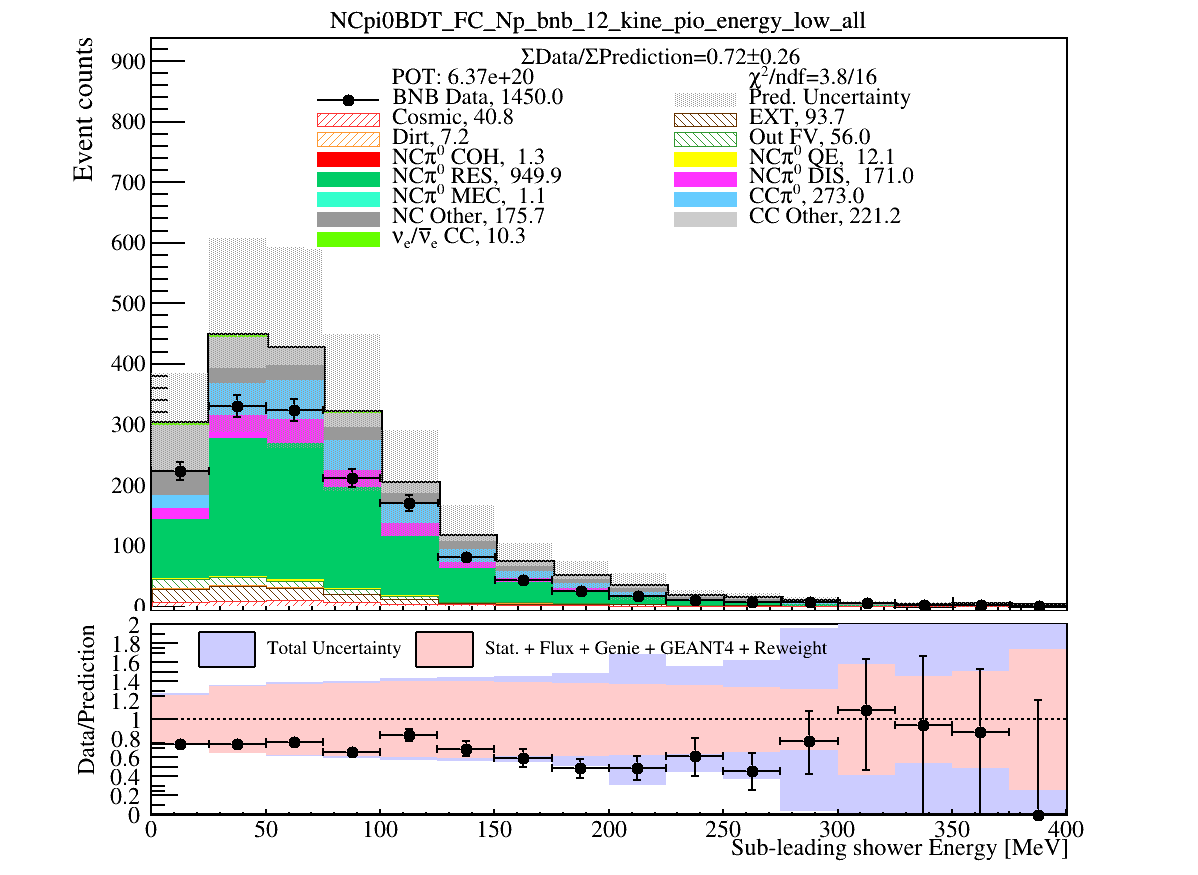 NCpi0BDT_FC_Np_bnb_12_kine_pio_energy_low_all
ΣData/ΣPrediction=0.72±0.26
POT: 6.37e+20
χ²/ndf=3.8/16
BNB Data, 1450.0
Pred. Uncertainty
Cosmic, 40.8
EXT, 93.7
Dirt, 7.2
Out FV, 56.0
NCπ⁰ COH, 1.3
NCπ⁰ QE, 12.1
NCπ⁰ RES, 949.9
NCπ⁰ DIS, 171.0
NCπ⁰ MEC, 1.1
CCπ⁰, 273.0
NC Other, 175.7
CC Other, 221.2
νₑ/ν̅ₑ CC, 10.3
Event counts
900
800
700
600
500
400
300
200
100
0
Total Uncertainty
Stat. + Flux + Genie + GEANT4 + Reweight
Data/Prediction
2
1.8
1.6
1.4
1.2
1
0.8
0.6
0.4
0.2
0
0 50 100 150 200 250 300 350 400
Sub-leading shower Energy [MeV]